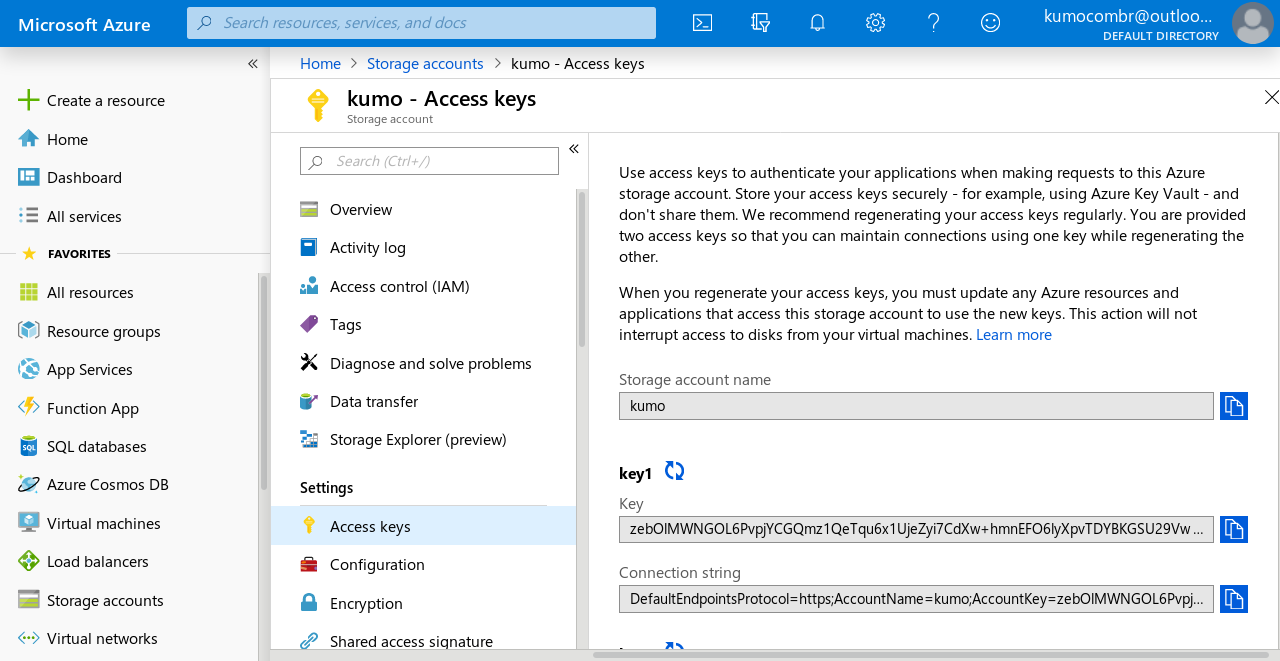 Microsoft Azure
Search resources, services, and docs
kumocombr@outloo...
DEFAULT DIRECTORY
Create a resource
Home
Dashboard
All services
FAVORITES
All resources
Resource groups
App Services
Function App
SQL databases
Azure Cosmos DB
Virtual machines
Load balancers
Storage accounts
Virtual networks
Home > Storage accounts > kumo - Access keys
kumo - Access keys
Storage account
Search (Ctrl+/)
Overview
Activity log
Access control (IAM)
Tags
Diagnose and solve problems
Data transfer
Storage Explorer (preview)
Settings
Access keys
Configuration
Encryption
Shared access signature
Use access keys to authenticate your applications when making requests to this Azure
storage account. Store your access keys securely - for example, using Azure Key Vault - and
don't share them. We recommend regenerating your access keys regularly. You are provided
two access keys so that you can maintain connections using one key while regenerating the
other.
When you regenerate your access keys, you must update any Azure resources and
applications that access this storage account to use the new keys. This action will not
interrupt access to disks from your virtual machines. Learn more
Storage account name
kumo
key1
Key
zebOlMWNGOL6PvpjYCGQmz1QeTqu6x1UjeZyi7CdXw+hmnEFO6lyXpvTDYBKGSU29Vw ...
Connection string
DefaultEndpointsProtocol=https;AccountName=kumo;AccountKey=zebOlMWNGOL6Pvpj...